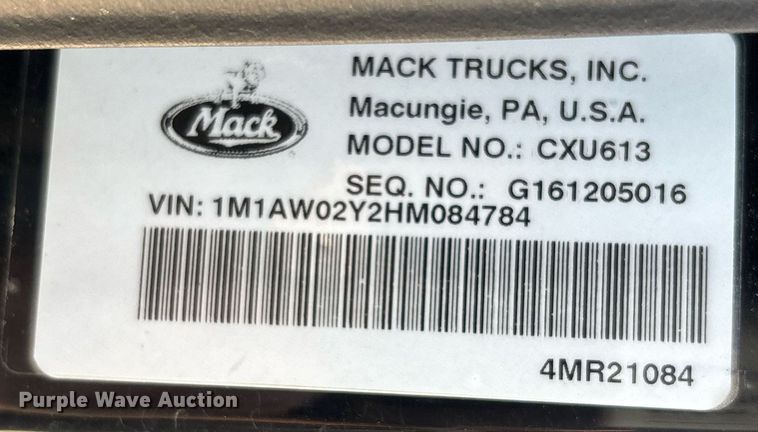 Mack
MACK TRUCKS, INC.
Macungie, PA, U.S.A.
MODEL NO.: CXU613
SEQ. NO.: G161205016
VIN: 1M1AW02Y2HM084784
4MR21084
Purple Wave Auction